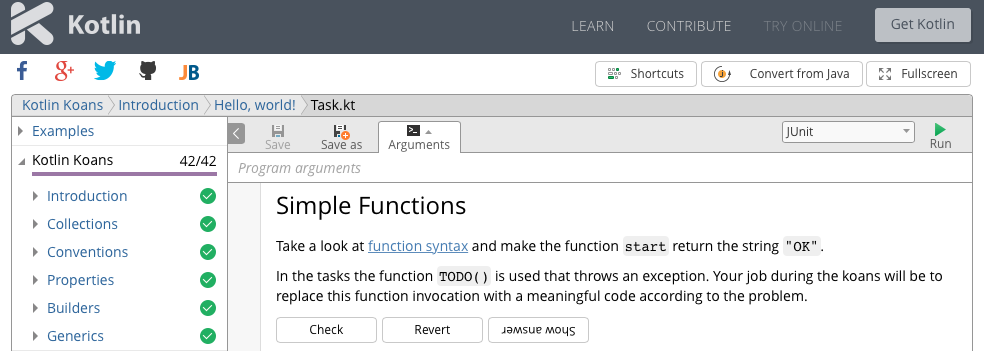 Kotlin
LEARN CONTRIBUTE TRY ONLINE Get Kotlin
f g+ JB
Shortcuts Convert from Java Fullscreen
Kotlin Koans Introduction Hello, world! Task.kt
Examples
Kotlin Koans 42/42
Introduction
Collections
Conventions
Properties
Builders
Generics
Save Save as Arguments JUnit Run
Program arguments
Simple Functions
Take a look at function syntax and make the function start return the string "OK".
In the tasks the function TODO() is used that throws an exception. Your job during the koans will be to
replace this function invocation with a meaningful code according to the problem.
Check Revert Show answer